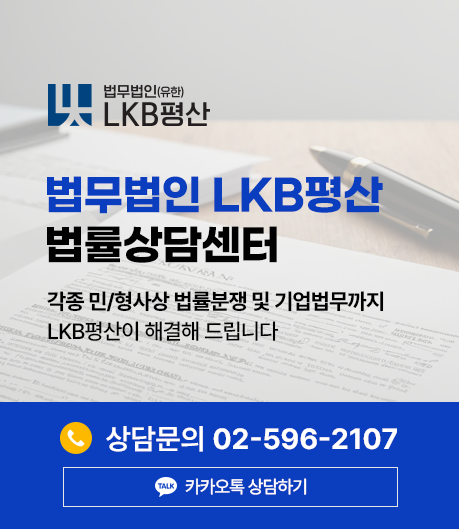 법무법인(유한)
LKB평산
법무법인 LKB평산
법률상담센터
각종 민/형사상 법률분쟁 및 기업법무까지
LKB평산이 해결해 드립니다
상담문의 02-596-2107
TALK 카카오톡 상담하기